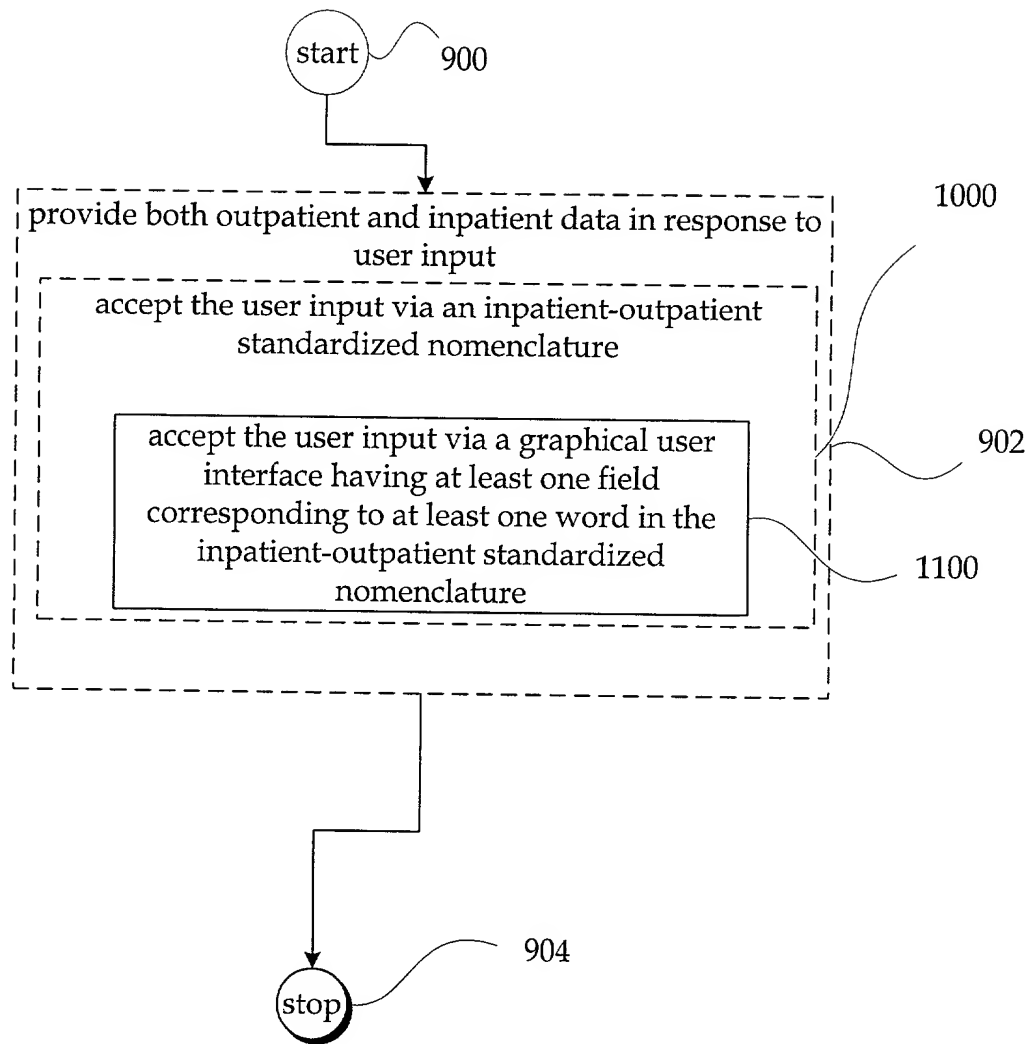 start
900
provide both outpatient and inpatient data in response to
user input
1000
accept the user input via an inpatient-outpatient
standardized nomenclature
902
accept the user input via a graphical user
interface having at least one field
corresponding to at least one word in the
inpatient-outpatient standardized
nomenclature
1100
904
stop